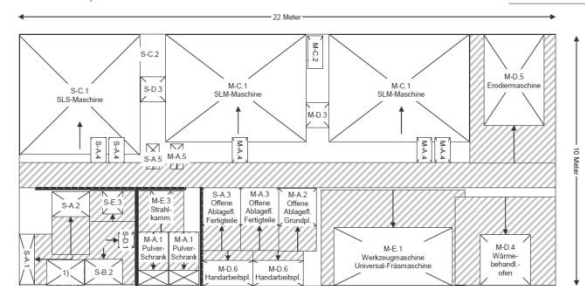 22 Meter
S-C.1
SLS-Maschine
S-C.2
S-D.3
M-C.1
SLM-Maschine
M-C.2
M-D.3
M-C.1
SLM-Maschine
M-D.5
Erodiermaschine
10 Meter
S-A.4
S-A.4
S-A.5
M-A.5
M-A.4
M-A.4
M-A.4
S-A.2
S-E.3
M-E.3
Strahl-
kamm.
S-A.3
Offene
Ablagefl.
Fertigteile
M-A.3
Offene
Ablagefl.
Fertigteile
M-A.2
Offene
Ablagefl.
Grundpl.
S-A.1
1)
S-B.2
M-A.1
Pulver-
Schrank
M-A.1
Pulver-
Schrank
M-D.6
Handarbeitspl.
M-D.6
Handarbeitspl.
M-E.1
Werkzeugmaschine
Universal-Fräsmaschine
M-D.4
Wärme-
behandl.-
ofen